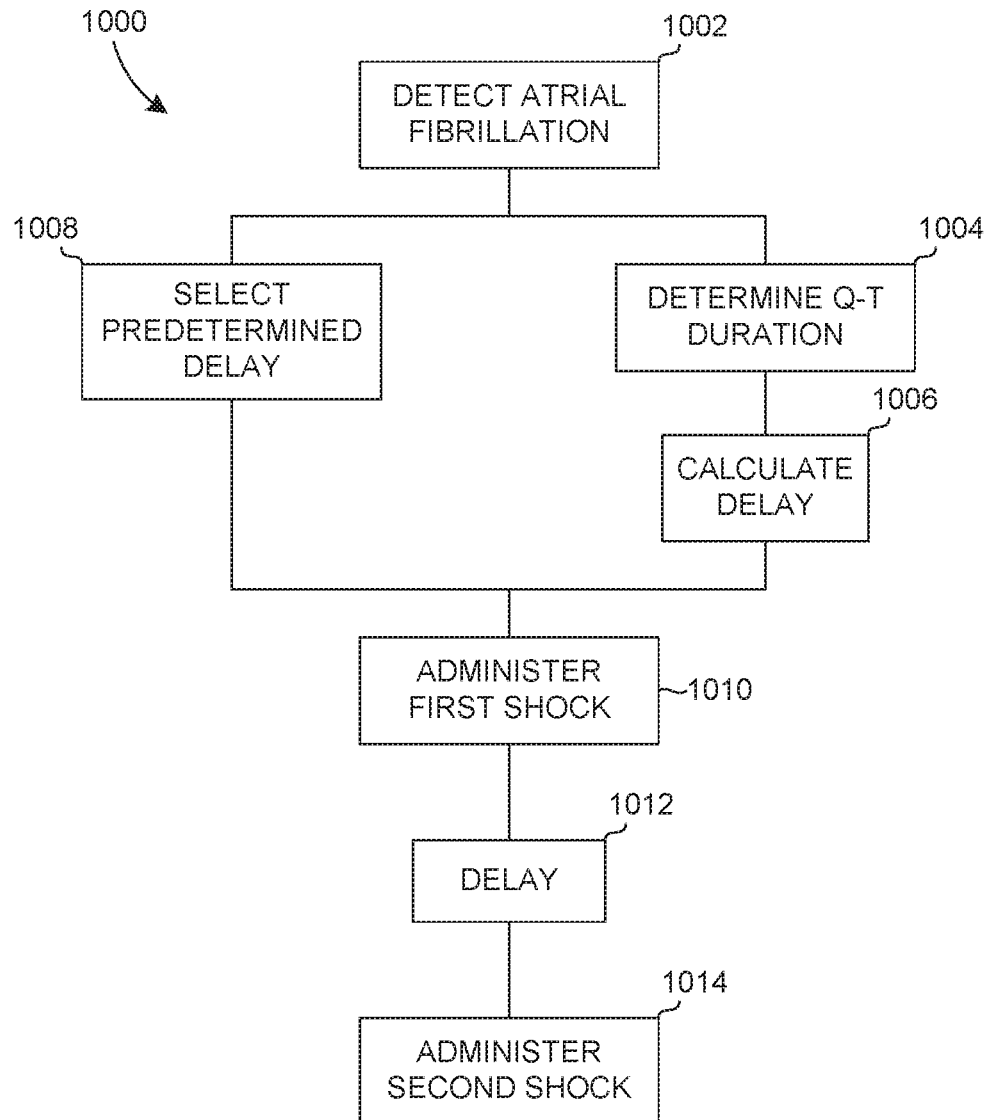 1000
1002
DETECT ATRIAL
FIBRILLATION
1008
SELECT
PREDETERMINED
DELAY
1004
DETERMINE Q-T
DURATION
1006
CALCULATE
DELAY
ADMINISTER
FIRST SHOCK
1010
1012
DELAY
1014
ADMINISTER
SECOND SHOCK